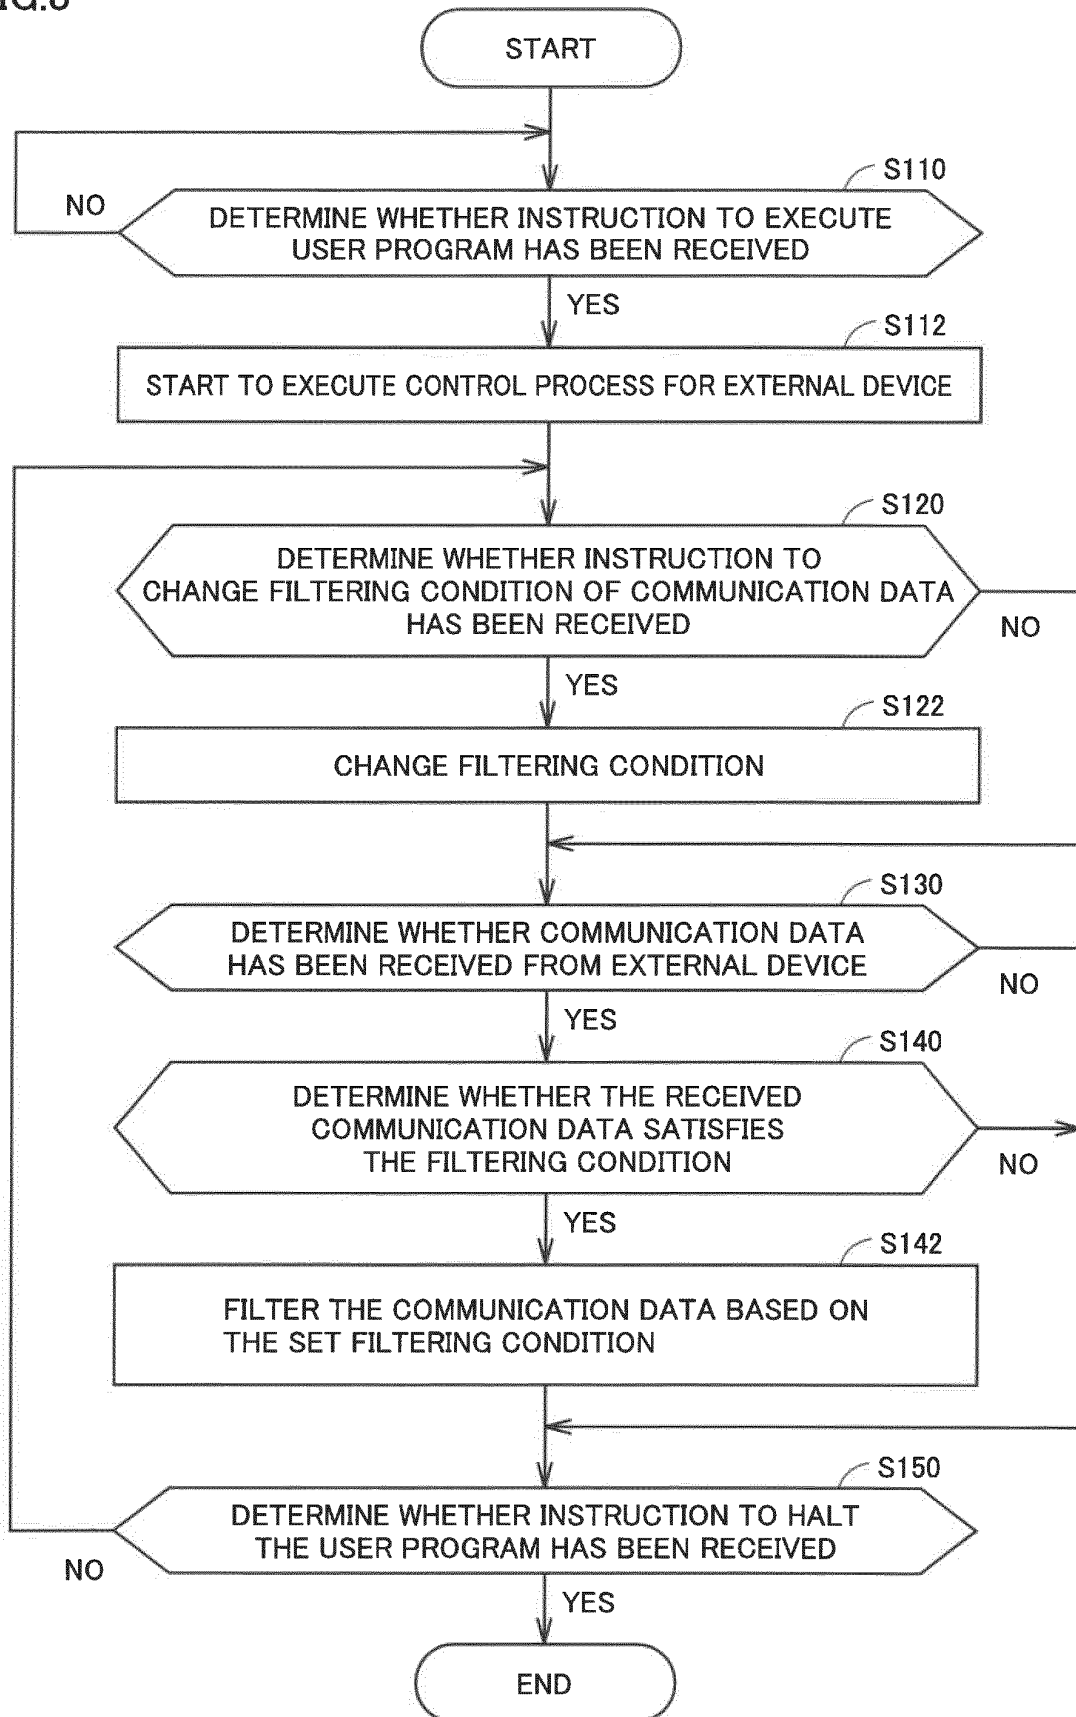 START
S110
NO
DETERMINE WHETHER INSTRUCTION TO EXECUTE
USER PROGRAM HAS BEEN RECEIVED
YES
S112
START TO EXECUTE CONTROL PROCESS FOR EXTERNAL DEVICE
S120
DETERMINE WHETHER INSTRUCTION TO
CHANGE FILTERING CONDITION OF COMMUNICATION DATA
HAS BEEN RECEIVED
NO
YES
S122
CHANGE FILTERING CONDITION
S130
DETERMINE WHETHER COMMUNICATION DATA
HAS BEEN RECEIVED FROM EXTERNAL DEVICE
NO
YES
S140
DETERMINE WHETHER THE RECEIVED
COMMUNICATION DATA SATISFIES
THE FILTERING CONDITION
NO
YES
S142
FILTER THE COMMUNICATION DATA BASED ON
THE SET FILTERING CONDITION
S150
DETERMINE WHETHER INSTRUCTION TO HALT
THE USER PROGRAM HAS BEEN RECEIVED
NO
YES
END